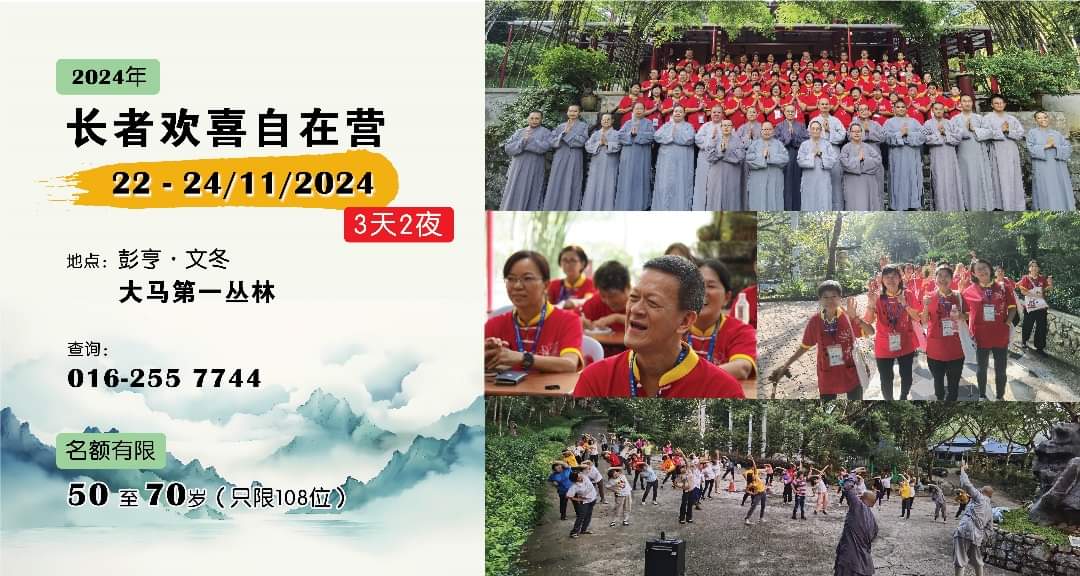 2024年
长者欢喜自在营
22 - 24/11/2024
3天2夜
地点：彭亨·文冬
大马第一丛林
查询：
016-255 7744
名额有限
50 至 70岁（只限108位）